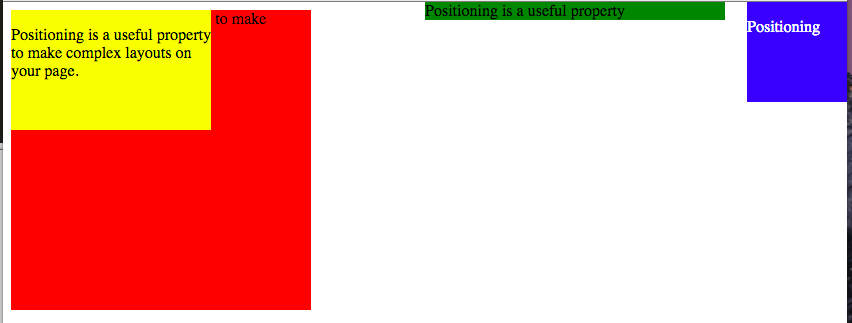 Positioning is a useful property
to make complex layouts on
your page.
to make
Positioning is a useful property
Positioning